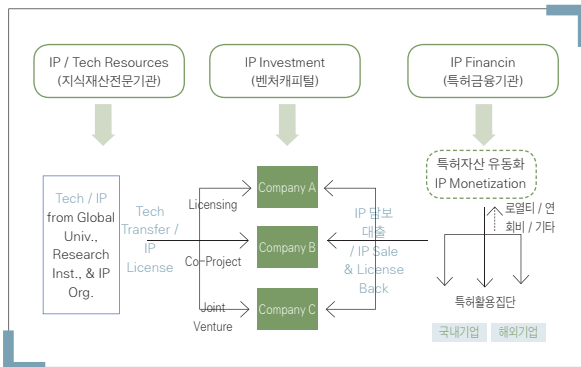 IP / Tech Resources
(지식재산전문기관)
IP Investment
(벤처캐피털)
IP Financin
(특허금융기관)
Tech / IP
from Global
Univ.,
Research
Inst., & IP
Org.
Tech
Transfer /
IP
License
Licensing
Co-Project
Joint
Venture
Company A
Company B
Company C
IP 담보
대출
/ IP Sale
& License
Back
특허자산 유동화
IP Monetization
로열티 / 연
회비 / 기타
특허활용집단
국내기업
해외기업